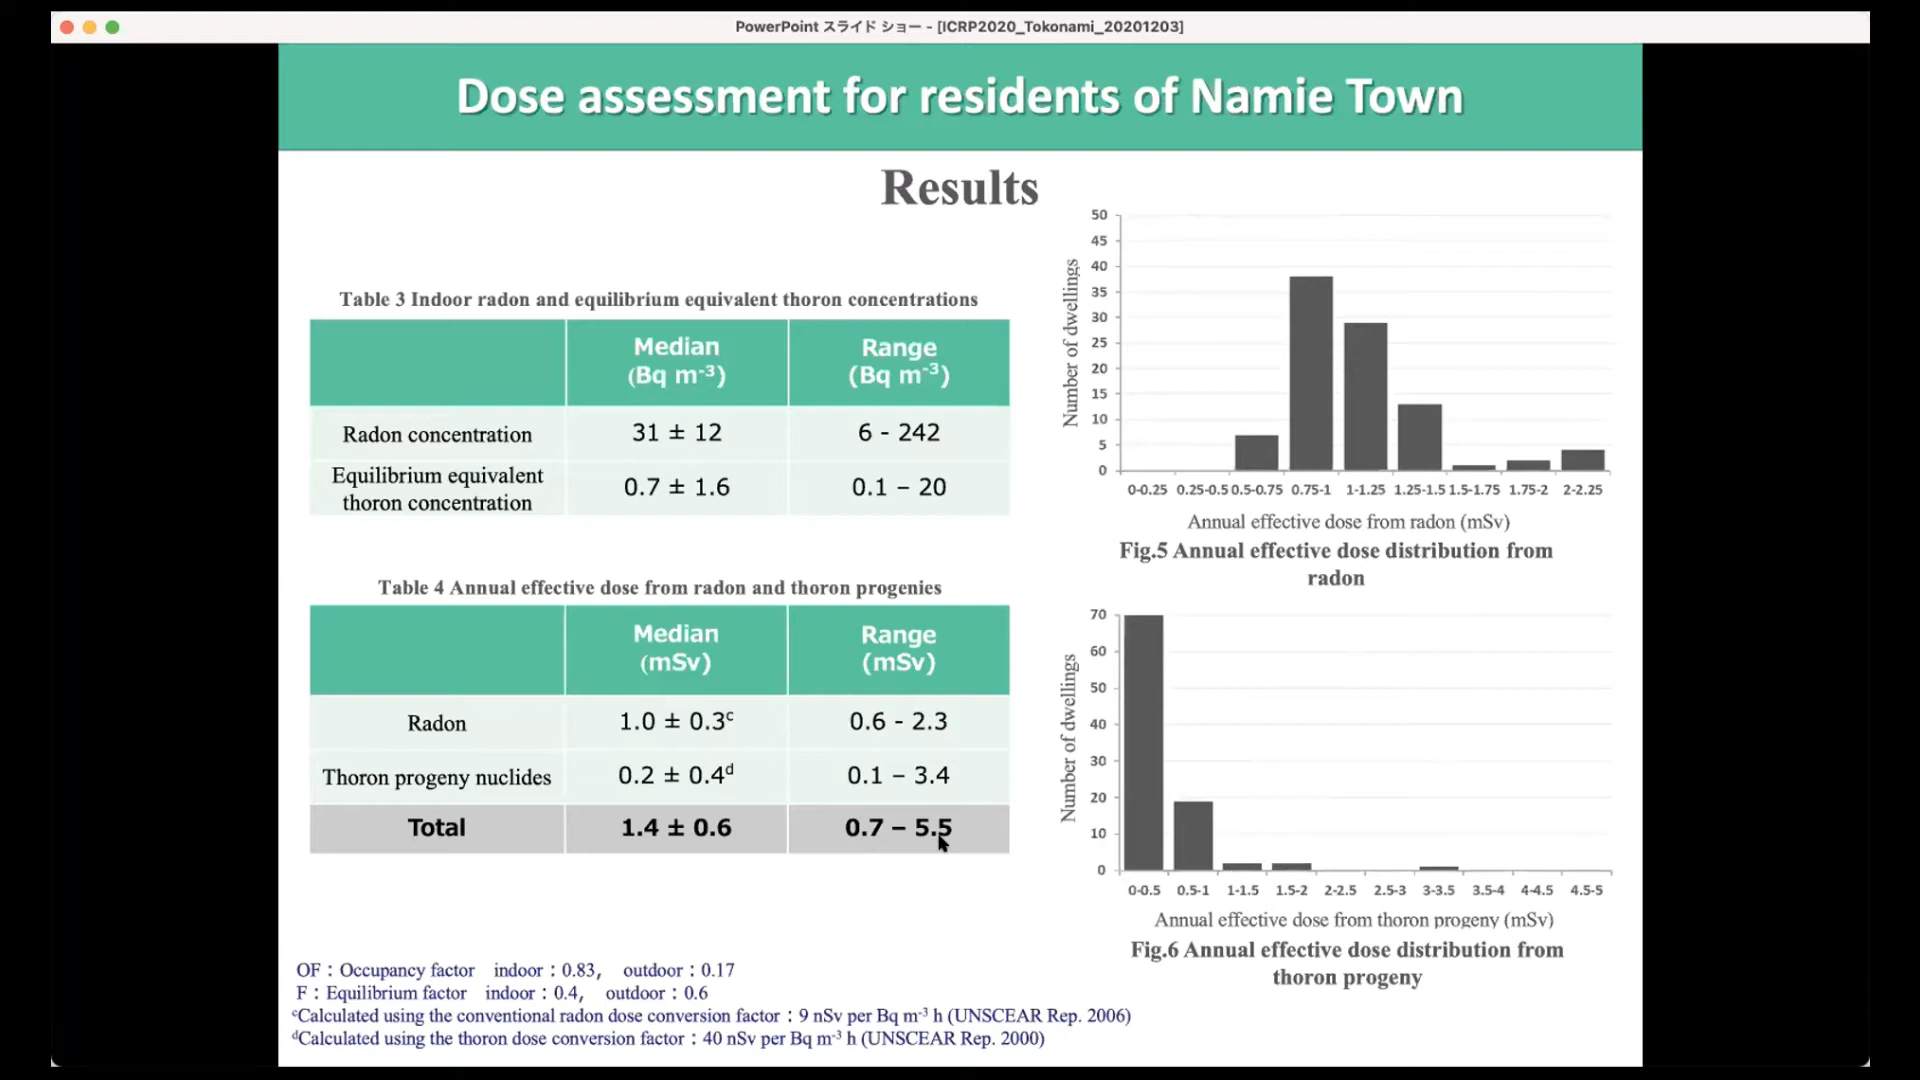 PowerPoint スライド ショー - [ICRP2020_Tokonami_20201203]
Dose assessment for residents of Namie Town
Results
Table 3 Indoor radon and equilibrium equivalent thoron concentrations
Median
(Bq m⁻³)
Range
(Bq m⁻³)
Radon concentration
31 ± 12
6 - 242
Equilibrium equivalent
thoron concentration
0.7 ± 1.6
0.1 – 20
Table 4 Annual effective dose from radon and thoron progenies
Median
(mSv)
Range
(mSv)
Radon
1.0 ± 0.3ᶜ
0.6 - 2.3
Thoron progeny nuclides
0.2 ± 0.4ᵈ
0.1 – 3.4
Total
1.4 ± 0.6
0.7 – 5.5
OF：Occupancy factor indoor：0.83, outdoor：0.17
F：Equilibrium factor indoor：0.4, outdoor：0.6
ᶜCalculated using the conventional radon dose conversion factor：9 nSv per Bq m⁻³ h (UNSCEAR Rep. 2006)
ᵈCalculated using the thoron dose conversion factor：40 nSv per Bq m⁻³ h (UNSCEAR Rep. 2000)
Number of dwellings
50
45
40
35
30
25
20
15
10
5
0
0-0.25 0.25-0.5 0.5-0.75 0.75-1 1-1.25 1.25-1.5 1.5-1.75 1.75-2 2-2.25
Annual effective dose from radon (mSv)
Fig.5 Annual effective dose distribution from
radon
Number of dwellings
70
60
50
40
30
20
10
0
0-0.5 0.5-1 1-1.5 1.5-2 2-2.5 2.5-3 3-3.5 3.5-4 4-4.5 4.5-5
Annual effective dose from thoron progeny (mSv)
Fig.6 Annual effective dose distribution from
thoron progeny